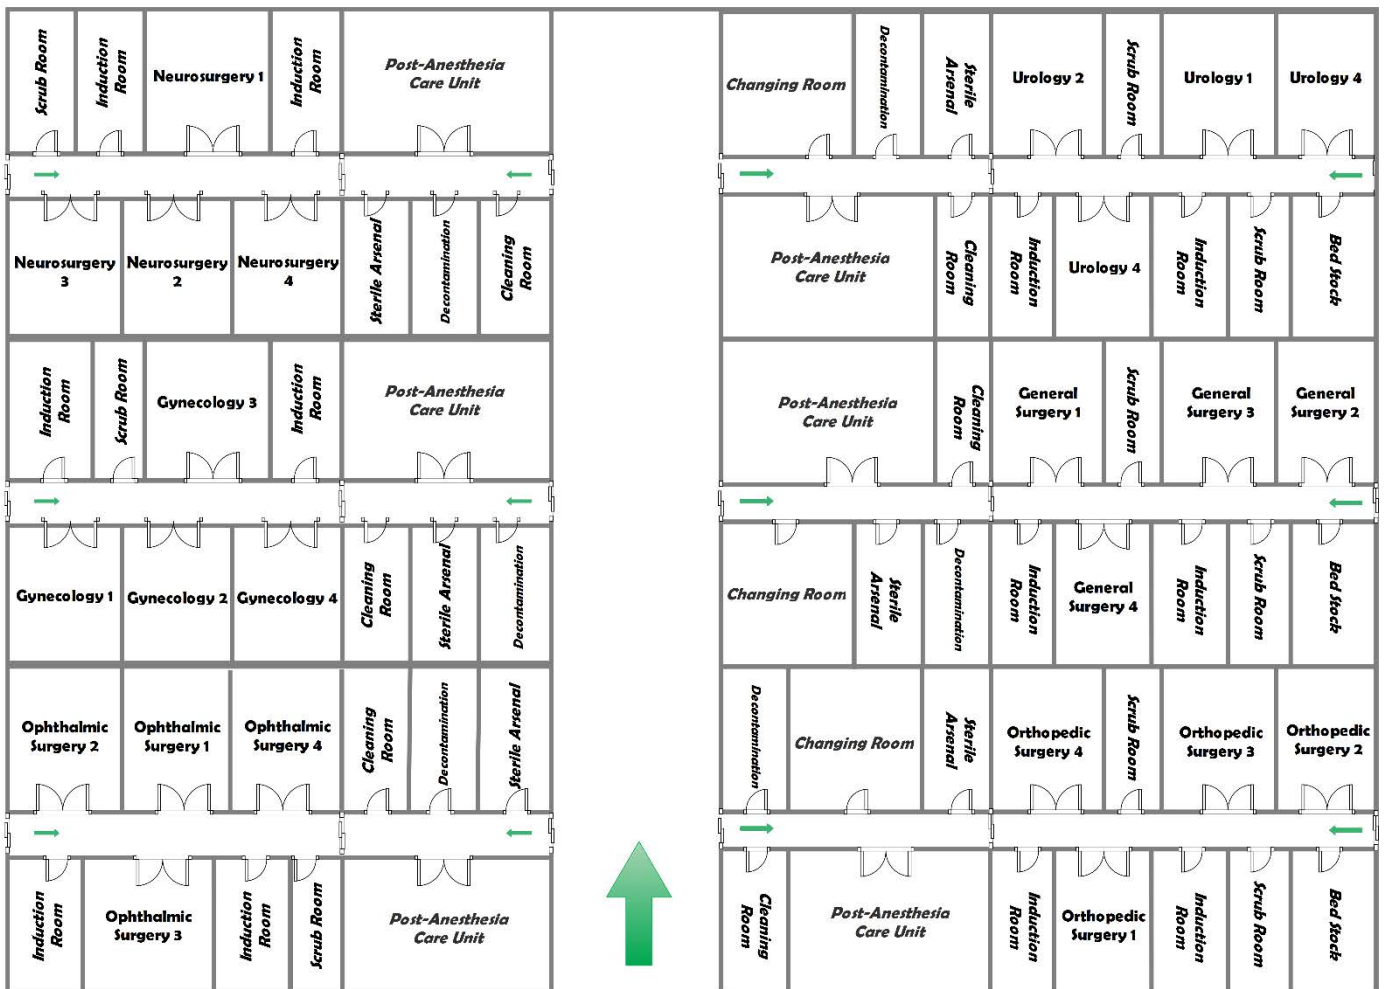 Scrub Room
Induction
Room
Neurosurgery 1
Induction
Room
Post-Anesthesia
Care Unit
Changing Room
Decontamination
Sterile
Arsenal
Urology 2
Scrub Room
Urology 1
Urology 4
Neurosurgery
3
Neurosurgery
2
Neurosurgery
4
Sterile Arsenal
Decontamination
Cleaning
Room
Post-Anesthesia
Care Unit
Cleaning
Room
Induction
Room
Urology 4
Induction
Room
Scrub Room
Bed Stock
Induction
Room
Scrub Room
Gynecology 3
Induction
Room
Post-Anesthesia
Care Unit
Post-Anesthesia
Care Unit
Cleaning
Room
General
Surgery 1
Scrub Room
General
Surgery 3
General
Surgery 2
Gynecology 1
Gynecology 2
Gynecology 4
Cleaning
Room
Sterile Arsenal
Decontamination
Changing Room
Sterile
Arsenal
Decontamination
Induction
Room
General
Surgery 4
Induction
Room
Scrub Room
Bed Stock
Ophthalmic
Surgery 2
Ophthalmic
Surgery 1
Ophthalmic
Surgery 4
Cleaning
Room
Decontamination
Sterile Arsenal
Decontamination
Changing Room
Sterile
Arsenal
Orthopedic
Surgery 4
Scrub Room
Orthopedic
Surgery 3
Orthopedic
Surgery 2
Induction
Room
Ophthalmic
Surgery 3
Induction
Room
Scrub Room
Post-Anesthesia
Care Unit
Cleaning
Room
Post-Anesthesia
Care Unit
Induction
Room
Orthopedic
Surgery 1
Induction
Room
Scrub Room
Bed Stock